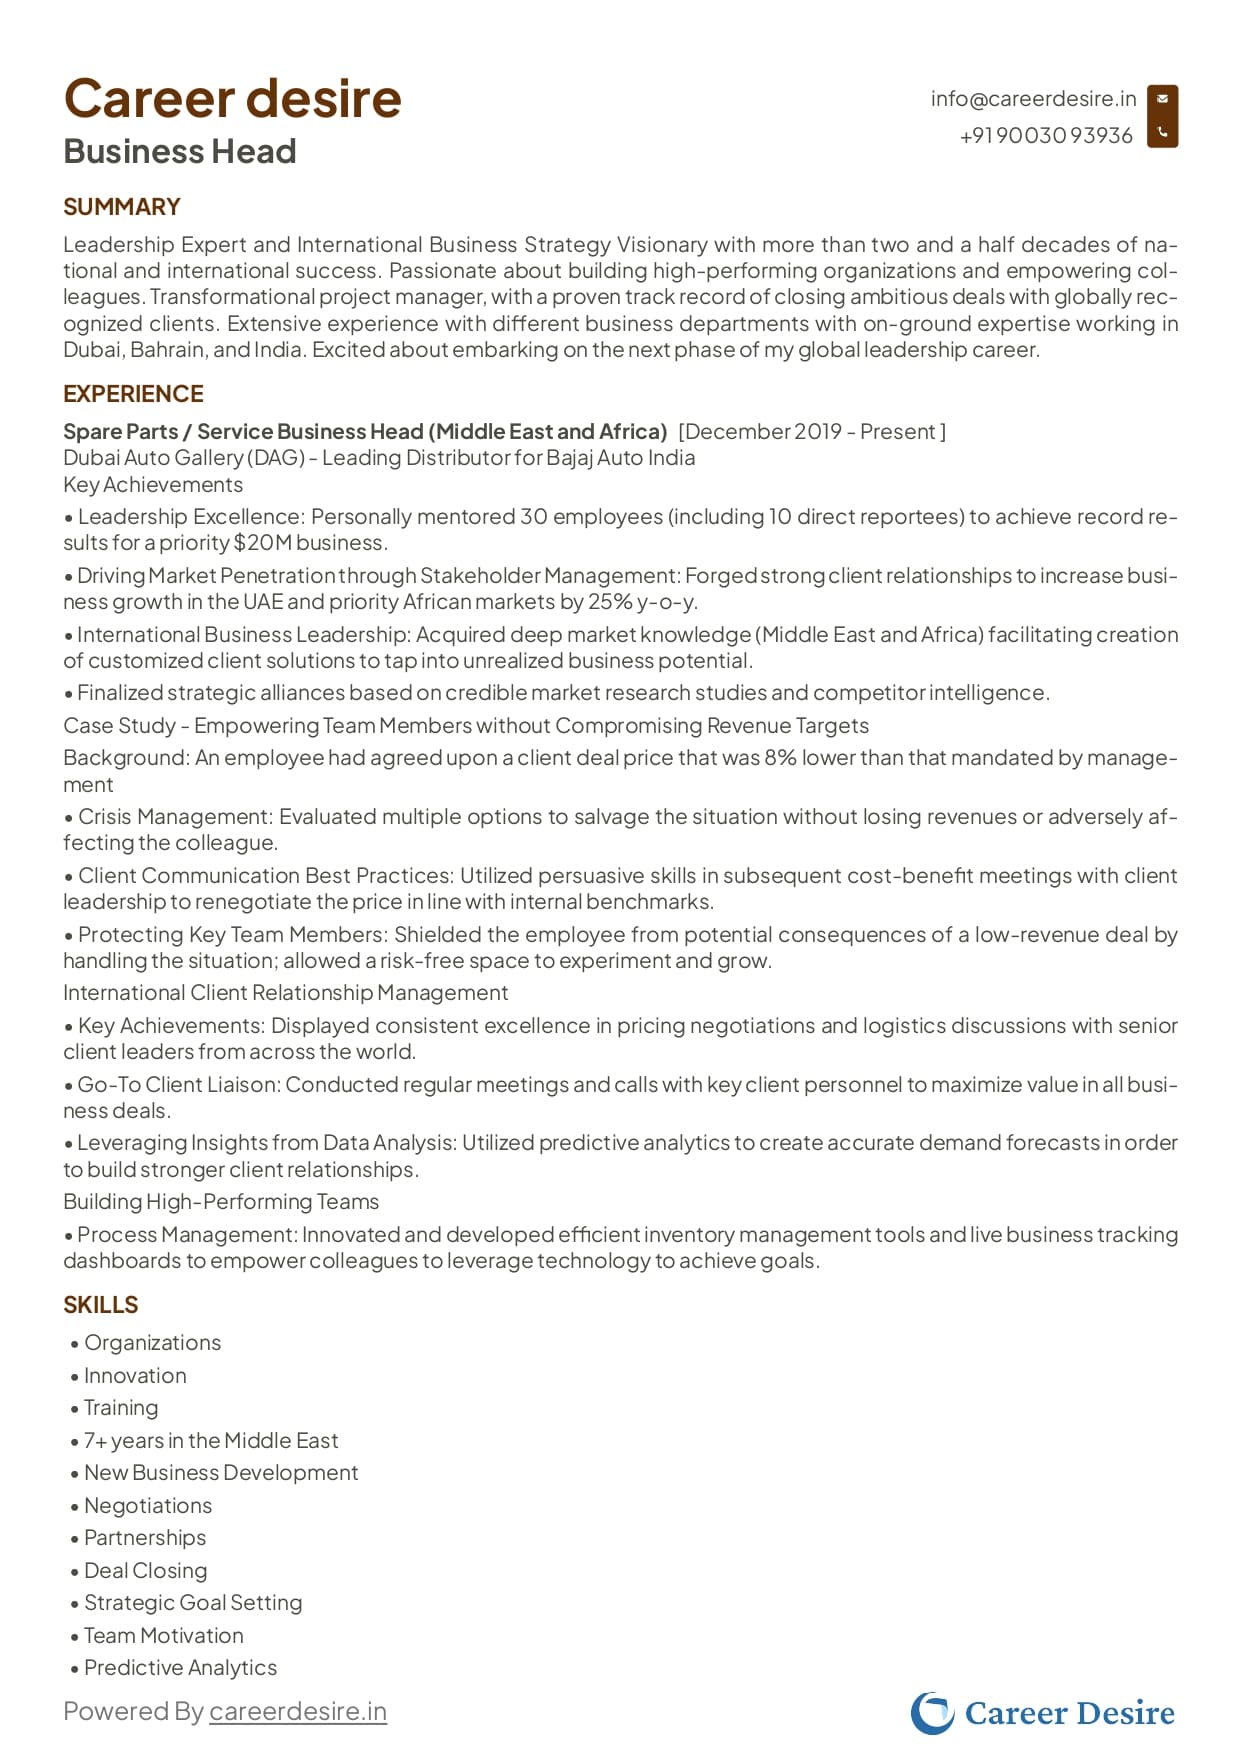 Career desire
Business Head
info@careerdesire.in
+919003093936
SUMMARY
Leadership Expert and International Business Strategy Visionary with more than two and a half decades of na-
tional and international success. Passionate about building high-performing organizations and empowering col-
leagues. Transformational project manager, with a proven track record of closing ambitious deals with globally rec-
ognized clients. Extensive experience with different business departments with on-ground expertise working in
Dubai, Bahrain, and India. Excited about embarking on the next phase of my global leadership career.
EXPERIENCE
Spare Parts / Service Business Head (Middle East and Africa) [December 2019 - Present ]
Dubai Auto Gallery (DAG) - Leading Distributor for Bajaj Auto India
Key Achievements
• Leadership Excellence: Personally mentored 30 employees (including 10 direct reportees) to achieve record re-
sults for a priority $20M business.
• Driving Market Penetration through Stakeholder Management: Forged strong client relationships to increase busi-
ness growth in the UAE and priority African markets by 25% y-o-y.
• International Business Leadership: Acquired deep market knowledge (Middle East and Africa) facilitating creation
of customized client solutions to tap into unrealized business potential.
• Finalized strategic alliances based on credible market research studies and competitor intelligence.
Case Study - Empowering Team Members without Compromising Revenue Targets
Background: An employee had agreed upon a client deal price that was 8% lower than that mandated by manage-
ment
• Crisis Management: Evaluated multiple options to salvage the situation without losing revenues or adversely af-
fecting the colleague.
• Client Communication Best Practices: Utilized persuasive skills in subsequent cost-benefit meetings with client
leadership to renegotiate the price in line with internal benchmarks.
• Protecting Key Team Members: Shielded the employee from potential consequences of a low-revenue deal by
handling the situation; allowed a risk-free space to experiment and grow.
International Client Relationship Management
• Key Achievements: Displayed consistent excellence in pricing negotiations and logistics discussions with senior
client leaders from across the world.
• Go-To Client Liaison: Conducted regular meetings and calls with key client personnel to maximize value in all busi-
ness deals.
• Leveraging Insights from Data Analysis: Utilized predictive analytics to create accurate demand forecasts in order
to build stronger client relationships.
Building High-Performing Teams
• Process Management: Innovated and developed efficient inventory management tools and live business tracking
dashboards to empower colleagues to leverage technology to achieve goals.
SKILLS
• Organizations
• Innovation
• Training
• 7+ years in the Middle East
• New Business Development
• Negotiations
• Partnerships
• Deal Closing
• Strategic Goal Setting
• Team Motivation
• Predictive Analytics
Powered By careerdesire.in
Career Desire